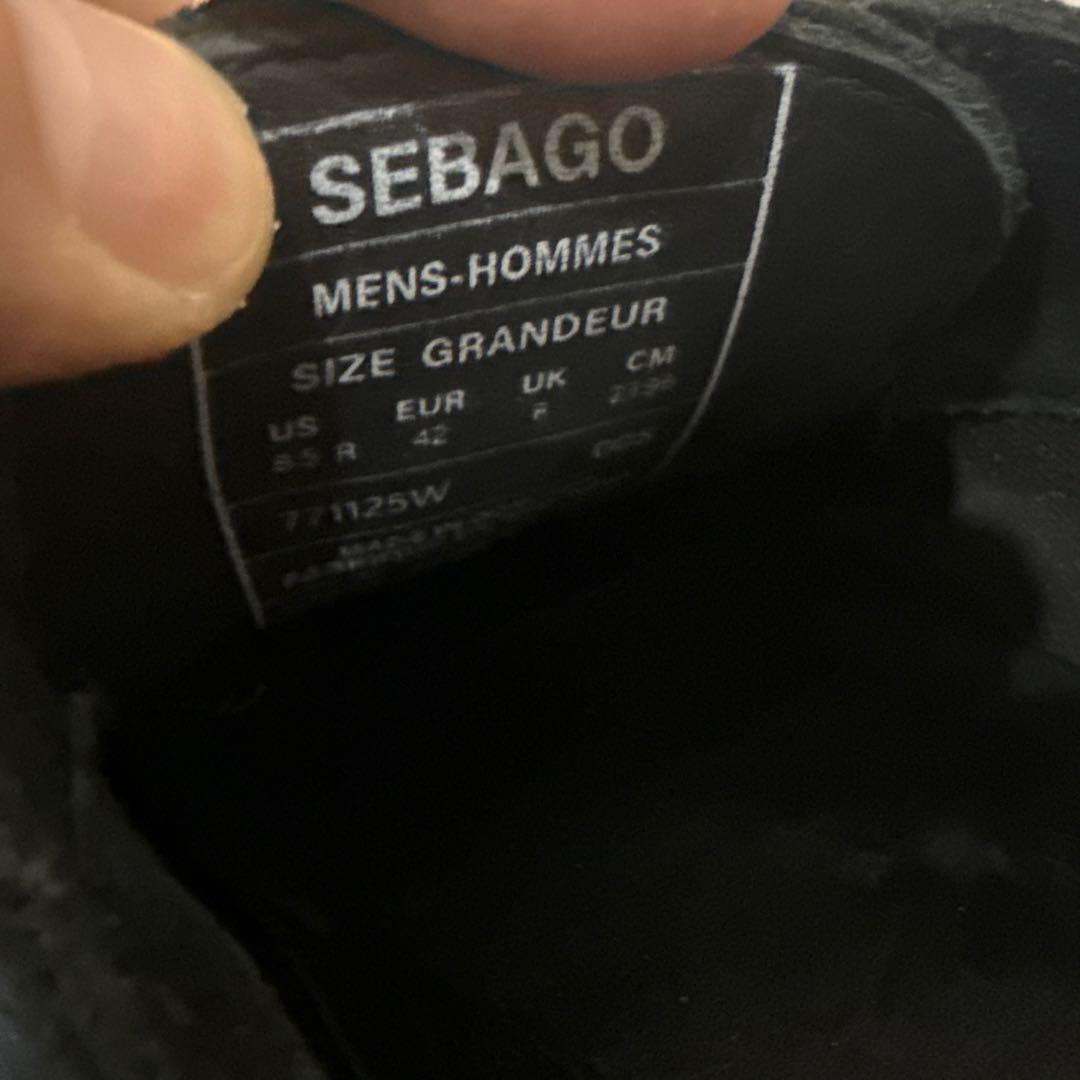 SEBAGO
MENS-HOMMES
SIZE GRANDEUR
US EUR UK CM
8.5 R 42
771125W